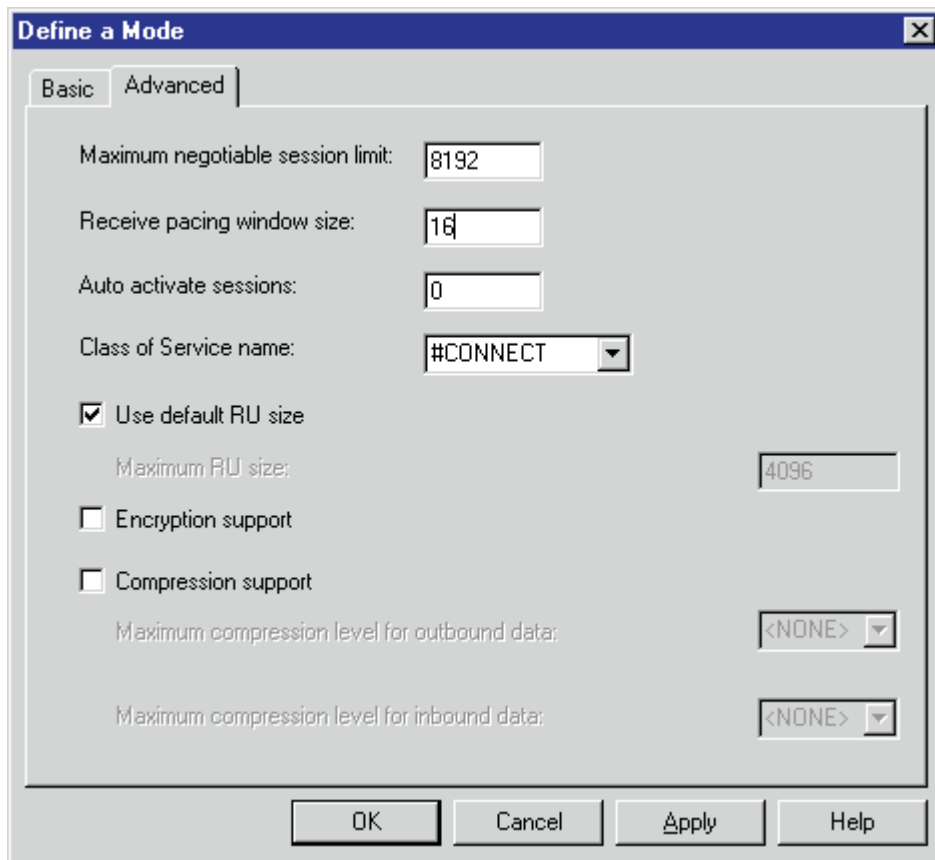 Define a Mode
Basic Advanced
Maximum negotiable session limit: 8192
Receive pacing window size: 16
Auto activate sessions: 0
Class of Service name: #CONNECT
Use default RU size
Maximum RU size: 4096
Encryption support
Compression support
Maximum compression level for outbound data: <NONE>
Maximum compression level for inbound data: <NONE>
OK Cancel Apply Help